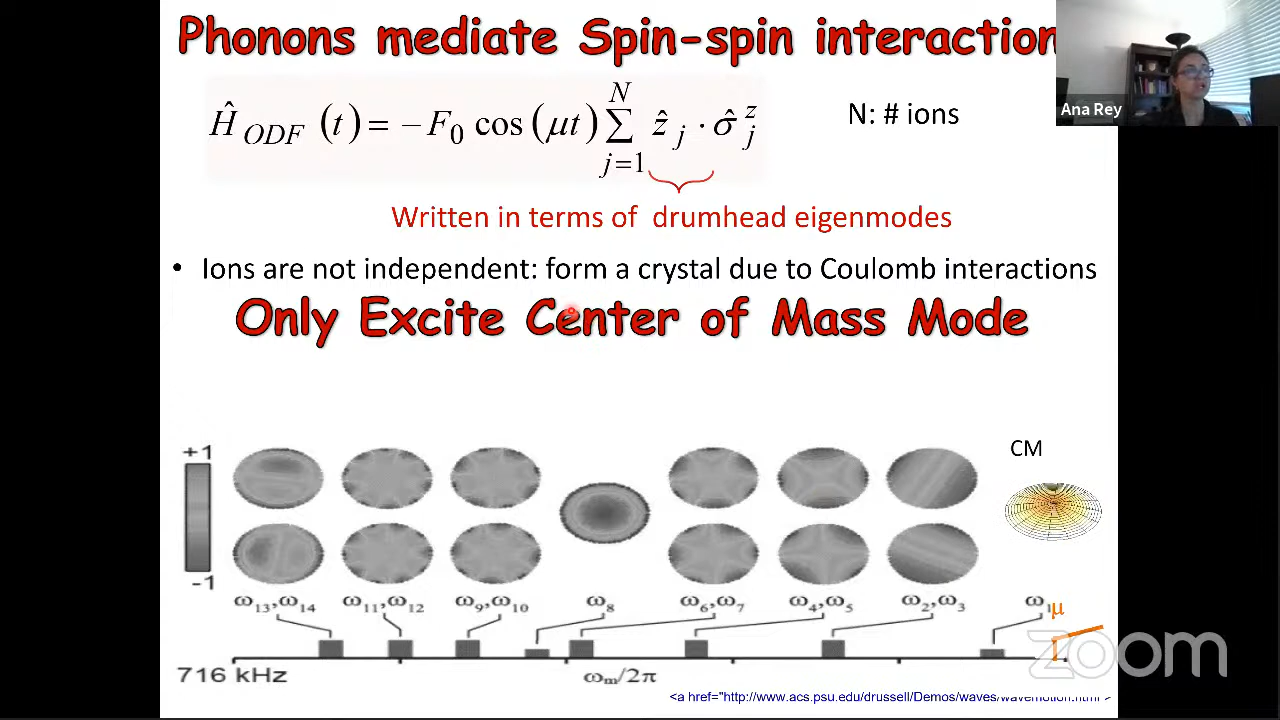 Phonons mediate Spin-spin interaction
Ĥ_ODF (t) = −F₀ cos(μt) ∑_{j=1}^{N} ẑ_j · σ̂_j^z
N: # ions
Ana Rey
Written in terms of drumhead eigenmodes
• Ions are not independent: form a crystal due to Coulomb interactions
Only Excite Center of Mass Mode
+1
-1
CM
ω13,ω14 ω11,ω12 ω9,ω10 ω8 ω6,ω7 ω4,ω5 ω2,ω3 ω1 μ
716 kHz ωm/2π
zoom
<a href="http://www.acs.psu.edu/drussell/Demos/waves/wavemotion.html">